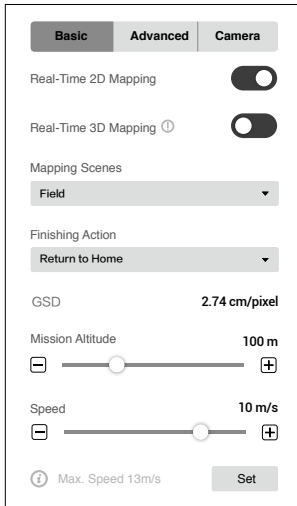 Basic Advanced Camera
Real-Time 2D Mapping
Real-Time 3D Mapping
Mapping Scenes
Field
Finishing Action
Return to Home
GSD 2.74 cm/pixel
Mission Altitude 100 m
Speed 10 m/s
Max. Speed 13m/s Set